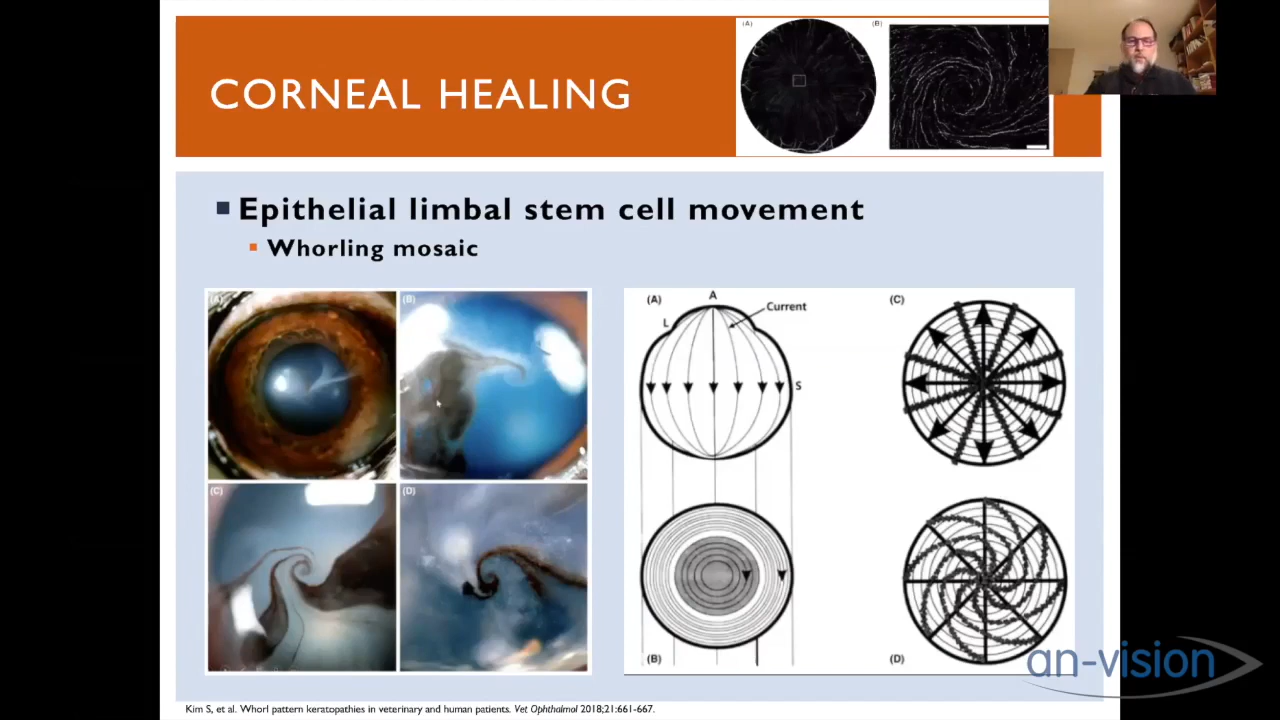 CORNEAL HEALING
(A)
(B)
Epithelial limbal stem cell movement
Whorling mosaic
(A)
(B)
(C)
(D)
(A)
A
Current
L
S
(B)
(C)
(D)
an-vision
Kim S, et al. Whorl pattern keratopathies in veterinary and human patients. Vet Ophthalmol 2018;21:661-667.